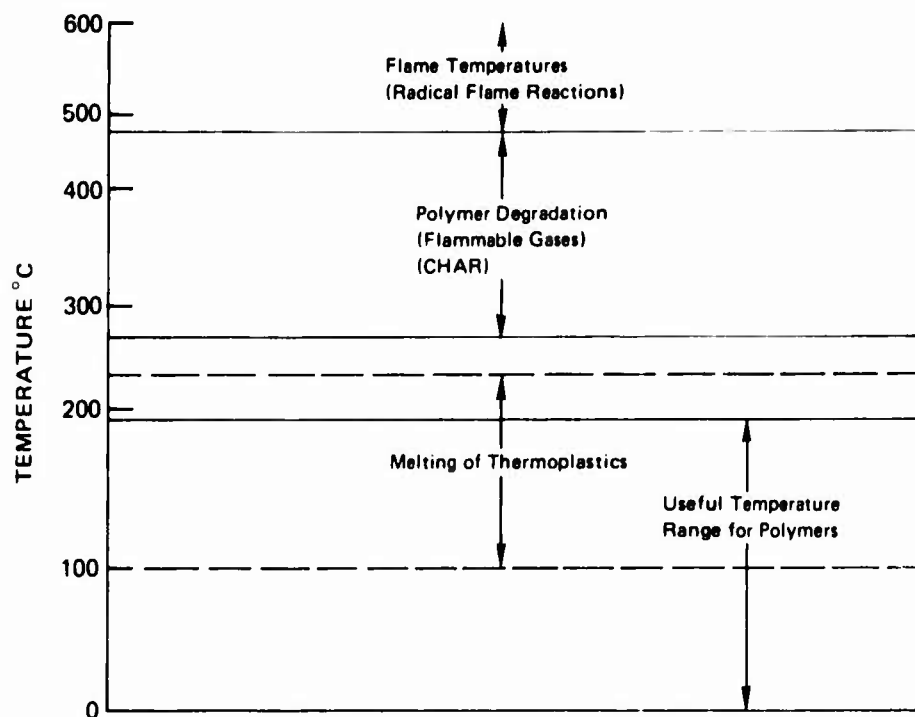 600
Flame Temperatures
(Radical Flame Reactions)
500
400
Polymer Degradation
(Flammable Gases)
(CHAR)
300
TEMPERATURE °C
200
Melting of Thermoplastics
Useful Temperature
Range for Polymers
100
0